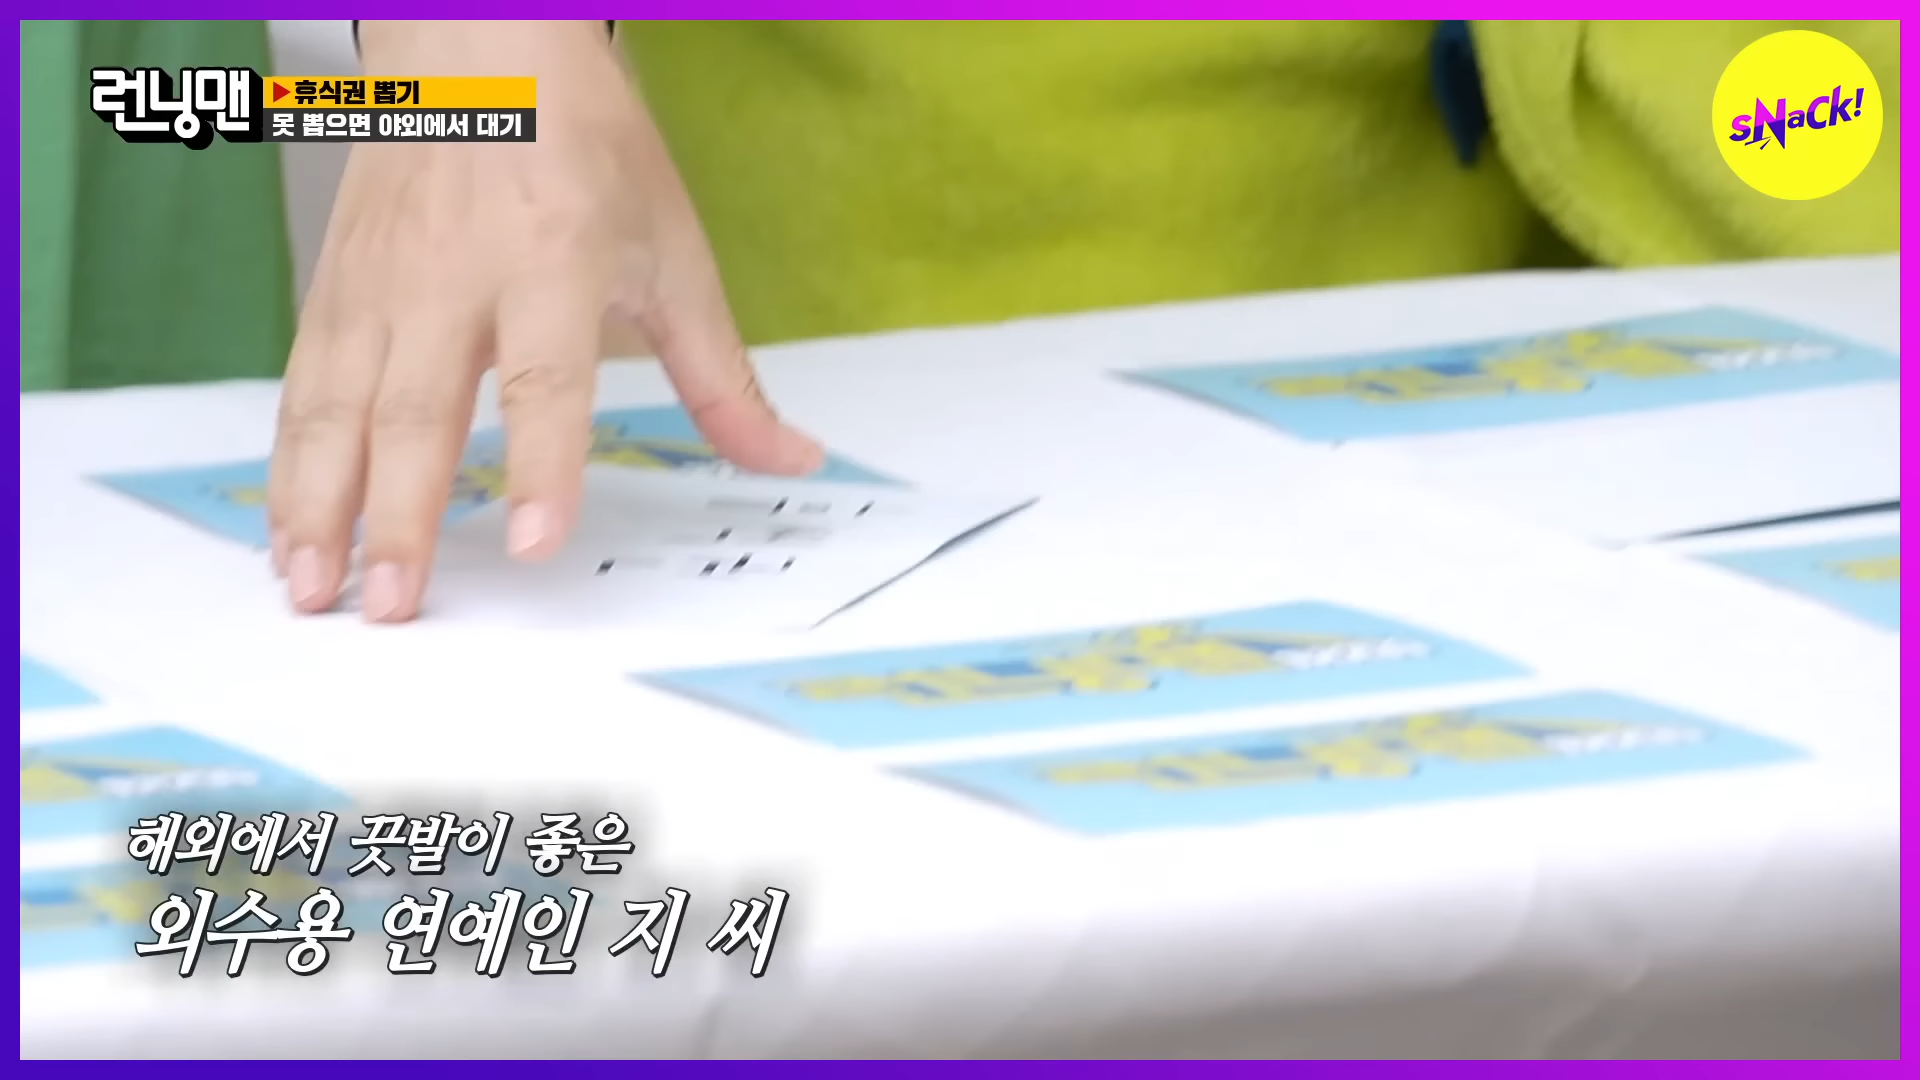 런닝맨
▶휴식권 뽑기
못 뽑으면 야외에서 대기
sNaCk!
해외에서 끗발이 좋은
외수용 연예인 지 씨